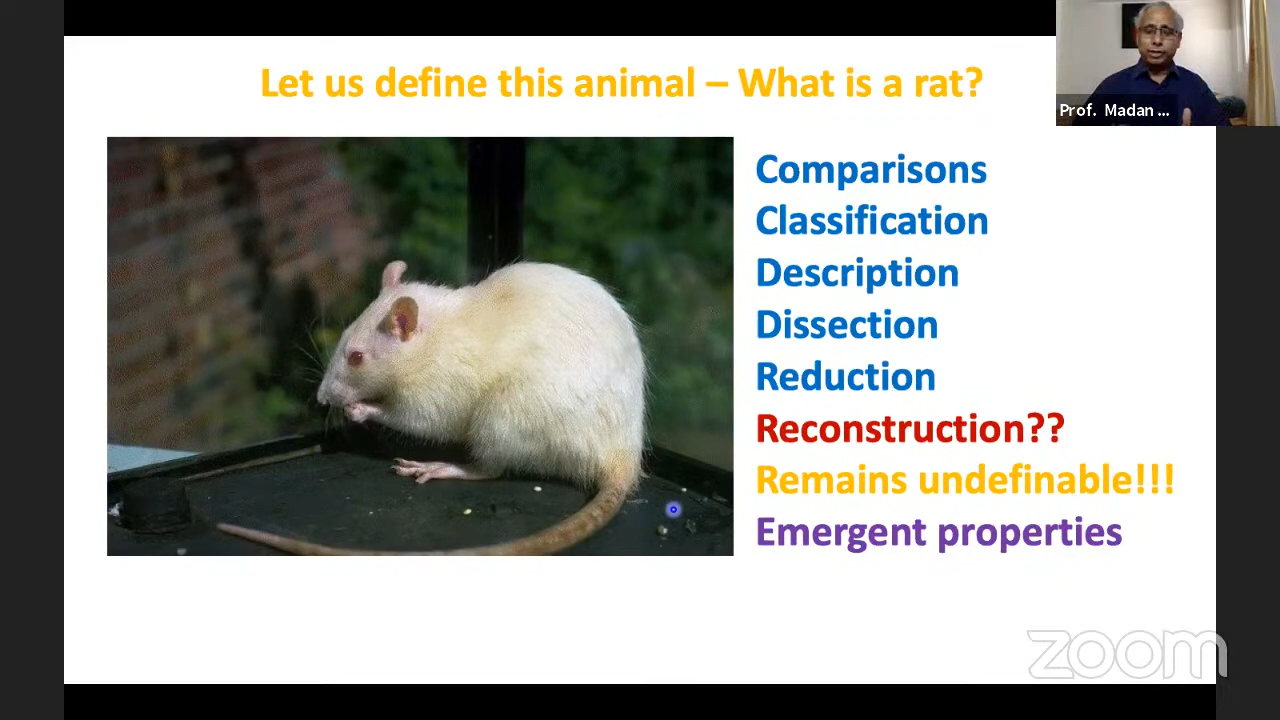 Let us define this animal – What is a rat?
Prof. Madan ...
Comparisons
Classification
Description
Dissection
Reduction
Reconstruction??
Remains undefinable!!!
Emergent properties
zoom